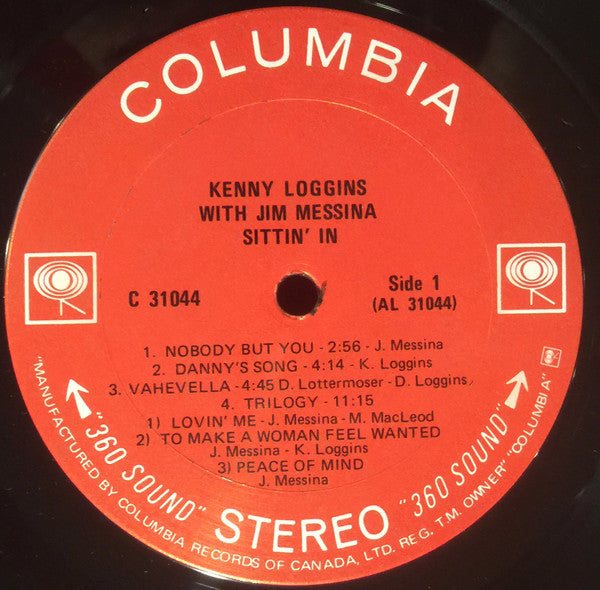 COLUMBIA
KENNY LOGGINS
WITH JIM MESSINA
SITTIN' IN
C 31044
Side 1
(AL 31044)
1. NOBODY BUT YOU - 2:56 - J. Messina
2. DANNY'S SONG - 4:14 - K. Loggins
3. VAHEVELLA - 4:45 D. Lottermoser - D. Loggins
4. TRILOGY - 11:15
1) LOVIN' ME - J. Messina - M. MacLeod
2) TO MAKE A WOMAN FEEL WANTED
J. Messina - K. Loggins
3) PEACE OF MIND
J. Messina
"360 SOUND" STEREO "360 SOUND"
"MANUFACTURED BY COLUMBIA RECORDS OF CANADA, LTD. REG. T.M. OWNER" "COLUMBIA"